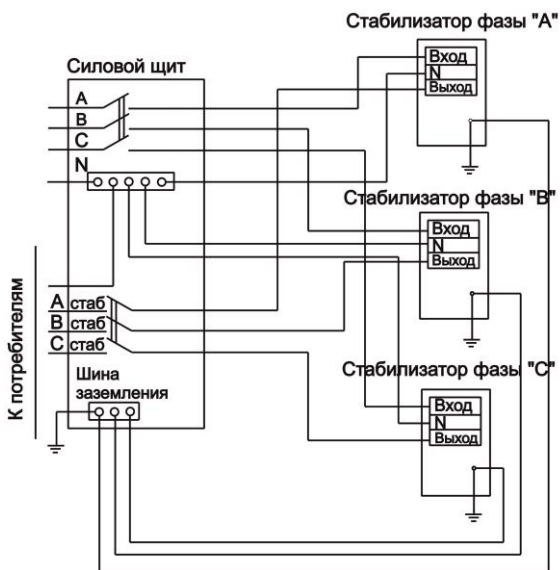 Стабилизатор фазы "А"
Силовой щит
Вход
N
Выход
A
B
C
N
Стабилизатор фазы "В"
Вход
N
Выход
К потребителям
А стаб
В стаб
С стаб
Шина
заземления
Стабилизатор фазы "С"
Вход
N
Выход